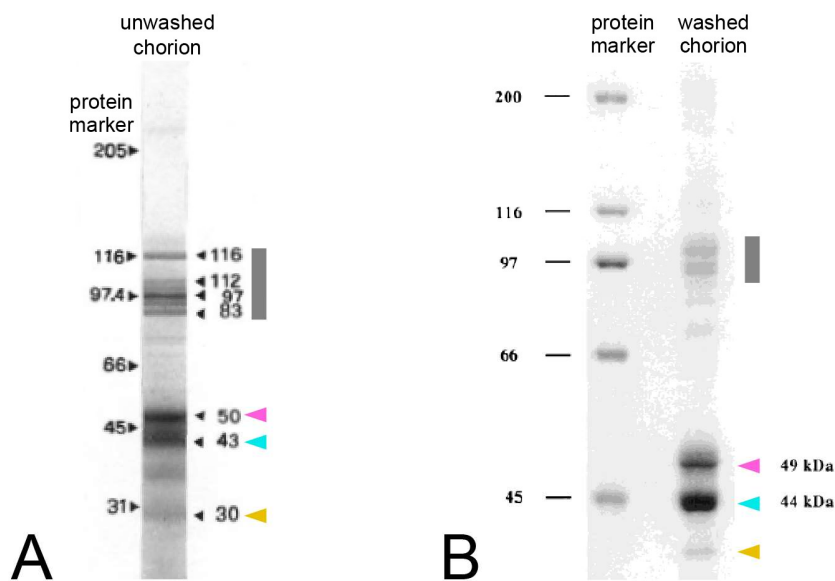 unwashed
chorion
protein
marker
205
116 116
112
97.4 97
83
66
50
45 43
31
30
A
protein washed
marker chorion
200
116
97
66
49 kDa
45 44 kDa
B